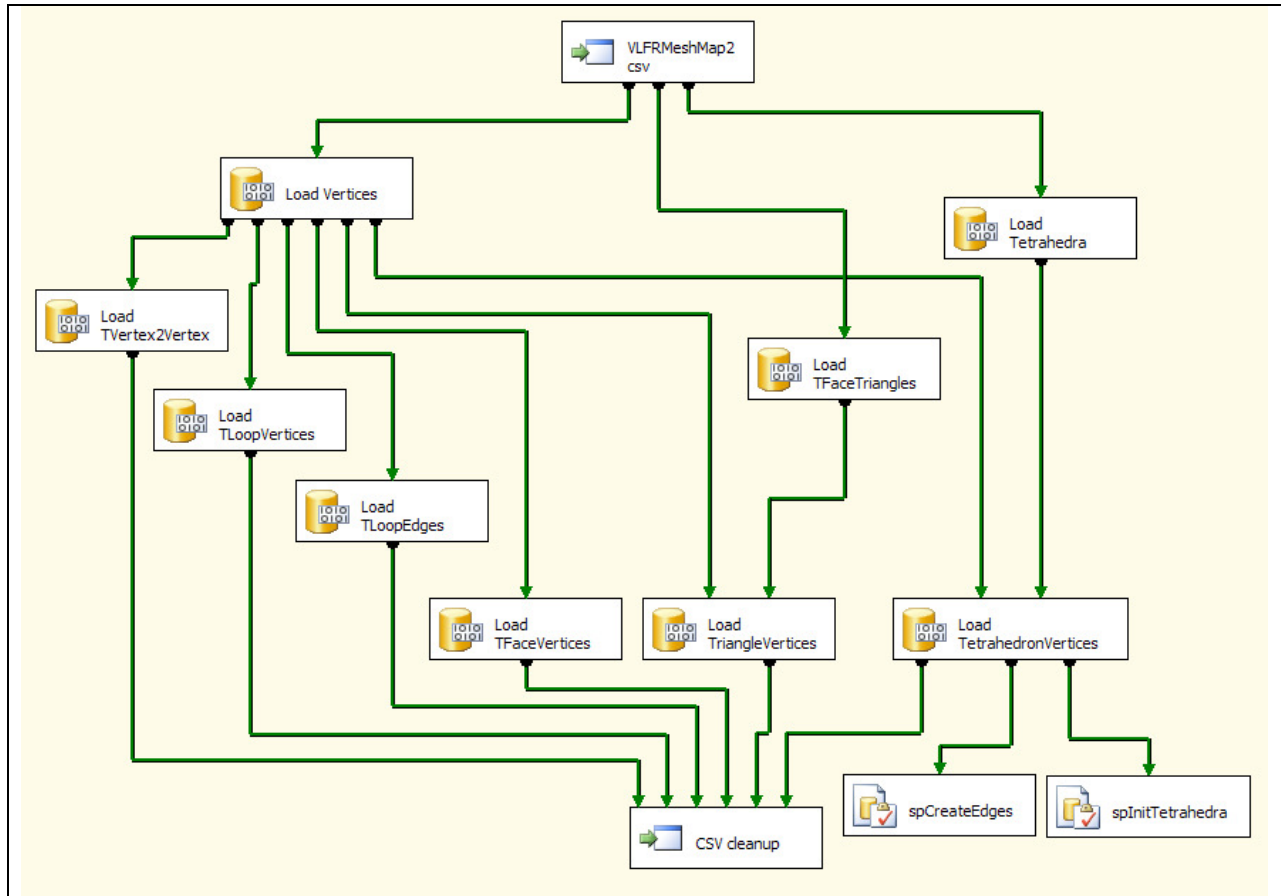 VLFRMeshMap2
csv
Load Vertices
Load
Tetrahedra
Load
TVertex2Vertex
Load
TFaceTriangles
Load
TLoopVertices
Load
TLoopEdges
Load
TFaceVertices
Load
TriangleVertices
Load
TetrahedronVertices
spCreateEdges
spInitTetrahedra
CSV cleanup